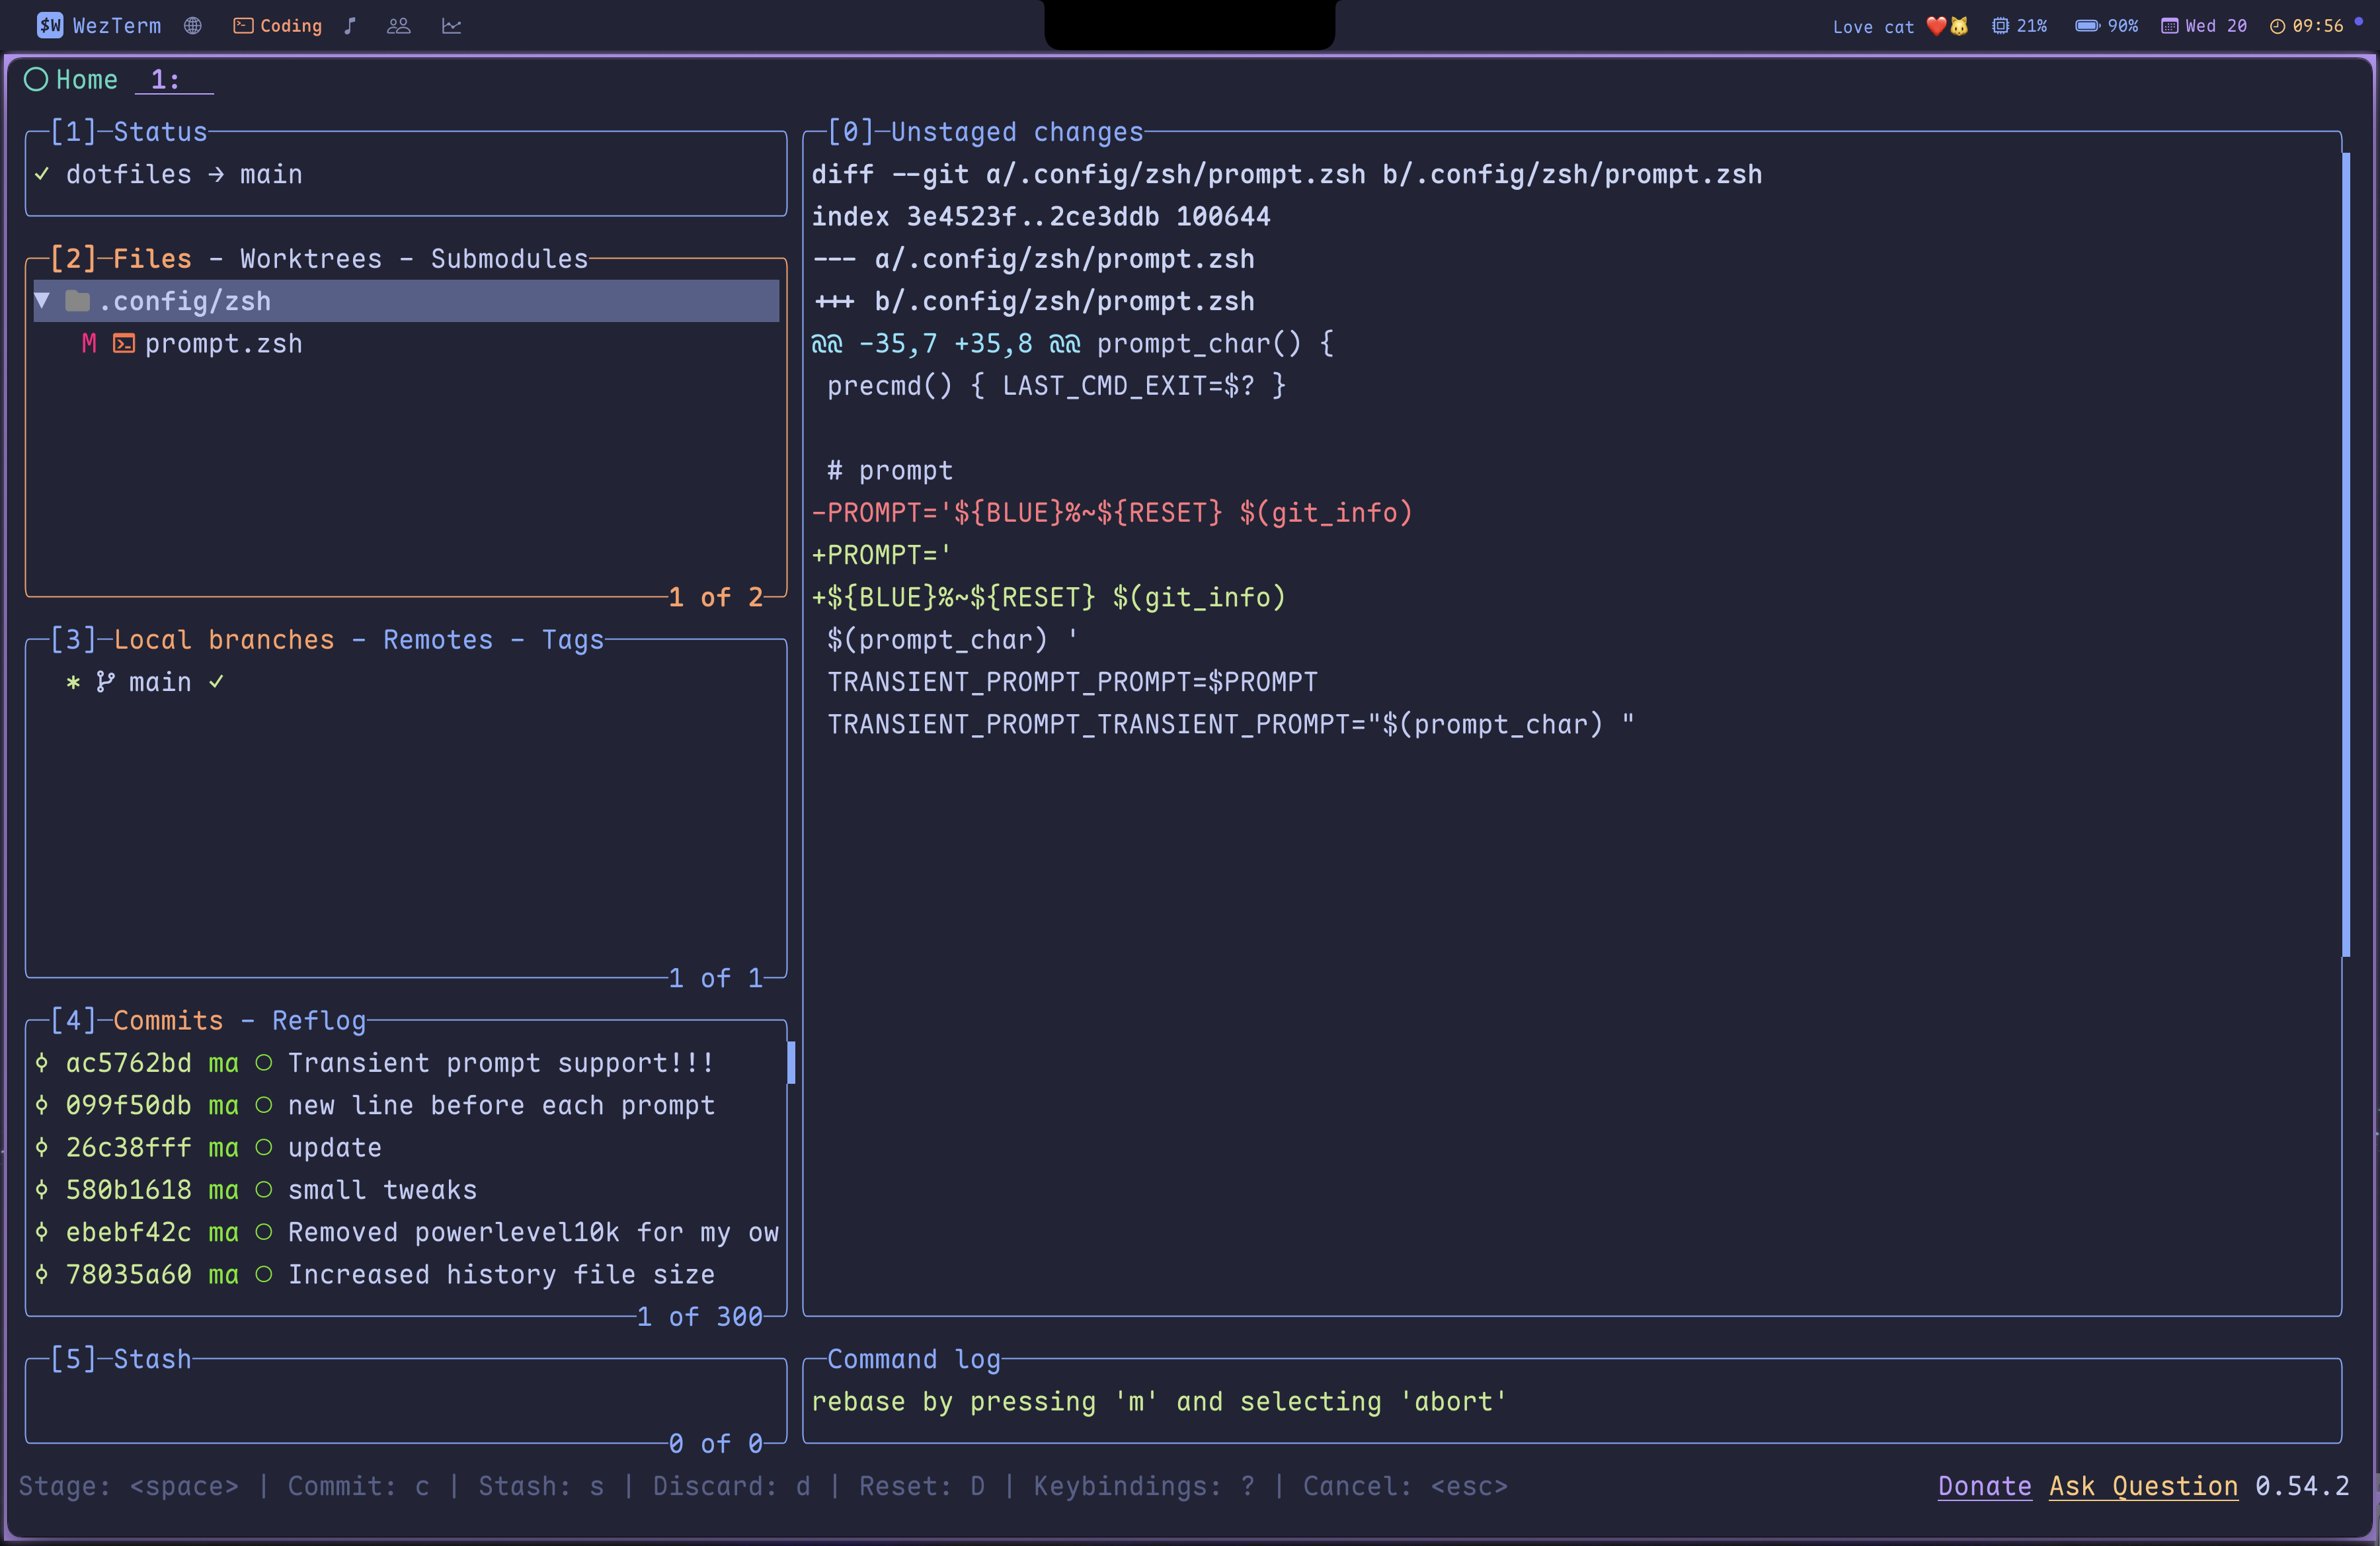 $W WezTerm Coding Love cat ❤️🐱 21% 90% Wed 20 09:56
Home 1:
[1]-Status
✓ dotfiles → main
[2]-Files - Worktrees - Submodules
▼ .config/zsh
M prompt.zsh
1 of 2
[3]-Local branches - Remotes - Tags
* main ✓
1 of 1
[4]-Commits - Reflog
ac5762bd ma ○ Transient prompt support!!!
099f50db ma ○ new line before each prompt
26c38fff ma ○ update
580b1618 ma ○ small tweaks
ebebf42c ma ○ Removed powerlevel10k for my ow
78035a60 ma ○ Increased history file size
1 of 300
[5]-Stash
0 of 0
[0]-Unstaged changes
diff --git a/.config/zsh/prompt.zsh b/.config/zsh/prompt.zsh
index 3e4523f..2ce3ddb 100644
--- a/.config/zsh/prompt.zsh
+++ b/.config/zsh/prompt.zsh
@@ -35,7 +35,8 @@ prompt_char() {
precmd() { LAST_CMD_EXIT=$? }
# prompt
-PROMPT='${BLUE}%~${RESET} $(git_info)
+PROMPT='
+${BLUE}%~${RESET} $(git_info)
$(prompt_char) '
TRANSIENT_PROMPT_PROMPT=$PROMPT
TRANSIENT_PROMPT_TRANSIENT_PROMPT="$(prompt_char) "
Command log
rebase by pressing 'm' and selecting 'abort'
Stage: <space> | Commit: c | Stash: s | Discard: d | Reset: D | Keybindings: ? | Cancel: <esc> Donate Ask Question 0.54.2